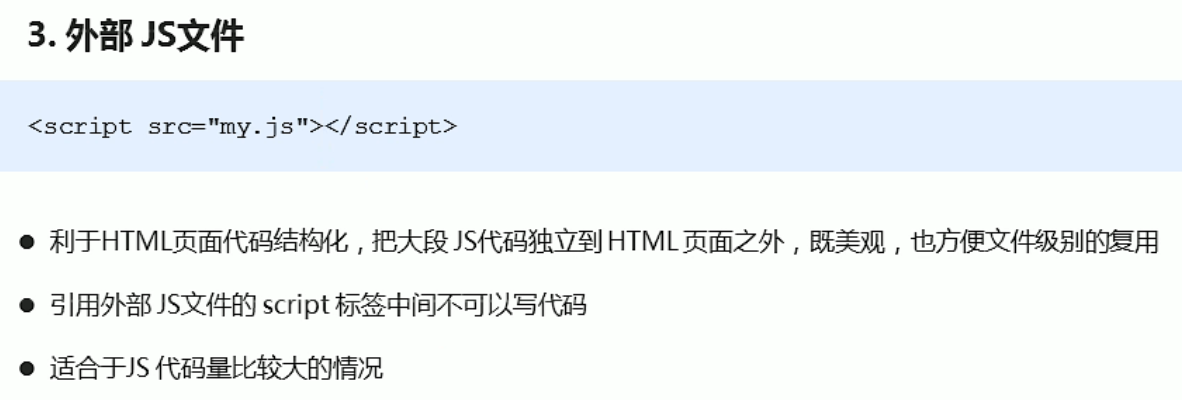 3. 外部 JS文件
<script src="my.js"></script>
● 利于HTML页面代码结构化，把大段 JS代码独立到 HTML 页面之外，既美观，也方便文件级别的复用
● 引用外部 JS文件的 script 标签中间不可以写代码
● 适合于JS 代码量比较大的情况